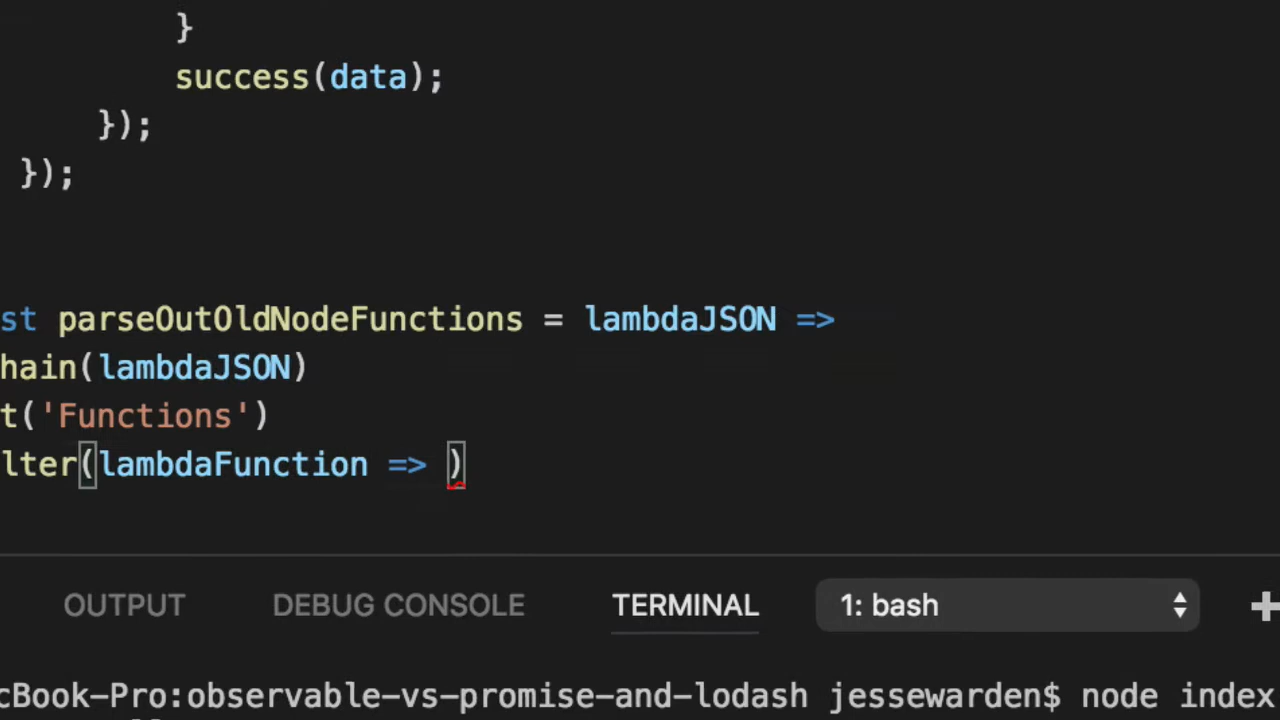 }
success(data);
});
});
st parseOutOldNodeFunctions = lambdaJSON =>
hain(lambdaJSON)
t('Functions')
lter(lambdaFunction => )
OUTPUT DEBUG CONSOLE TERMINAL 1: bash +
cBook-Pro:observable-vs-promise-and-lodash jessewarden$ node index